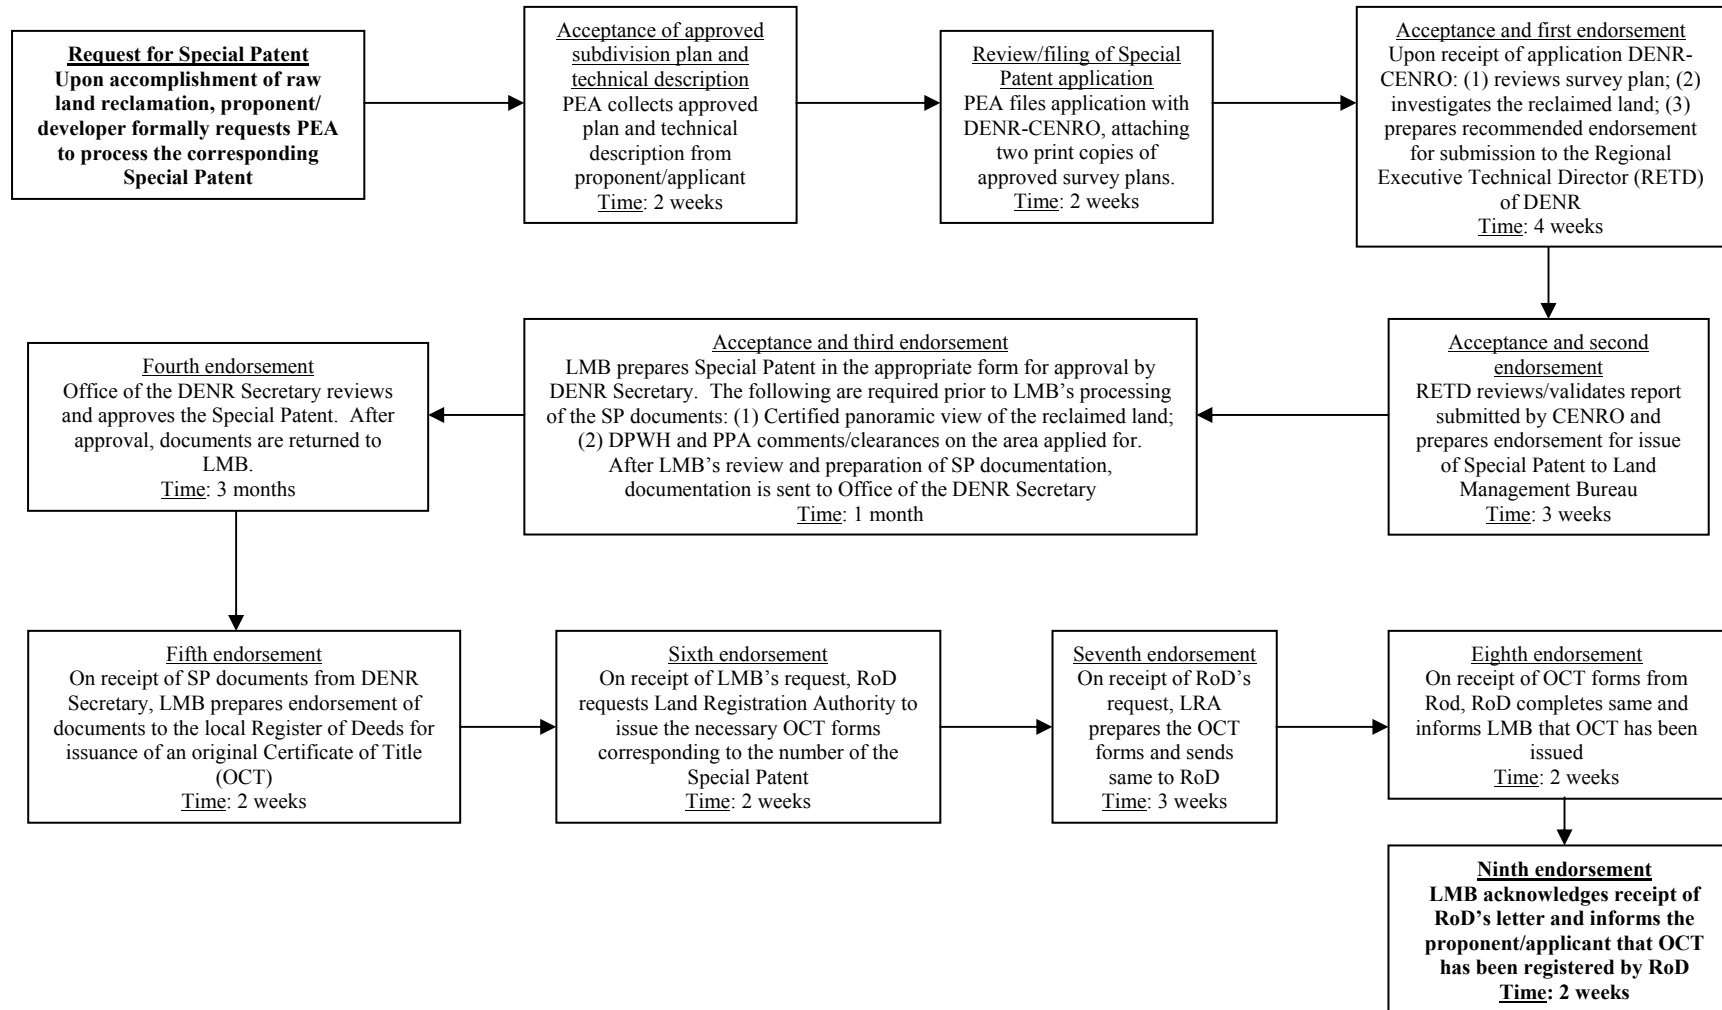 Request for Special Patent
Upon accomplishment of raw
land reclamation, proponent/
developer formally requests PEA
to process the corresponding
Special Patent
Acceptance of approved
subdivision plan and
technical description
PEA collects approved
plan and technical
description from
proponent/applicant
Time: 2 weeks
Review/filing of Special
Patent application
PEA files application with
DENR-CENRO, attaching
two print copies of
approved survey plans.
Time: 2 weeks
Acceptance and first endorsement
Upon receipt of application DENR-
CENRO: (1) reviews survey plan; (2)
investigates the reclaimed land; (3)
prepares recommended endorsement
for submission to the Regional
Executive Technical Director (RETD)
of DENR
Time: 4 weeks
Acceptance and second
endorsement
RETD reviews/validates report
submitted by CENRO and
prepares endorsement for issue
of Special Patent to Land
Management Bureau
Time: 3 weeks
Acceptance and third endorsement
LMB prepares Special Patent in the appropriate form for approval by
DENR Secretary.  The following are required prior to LMB's processing
of the SP documents: (1) Certified panoramic view of the reclaimed land;
(2) DPWH and PPA comments/clearances on the area applied for.
After LMB's review and preparation of SP documentation,
documentation is sent to Office of the DENR Secretary
Time: 1 month
Fourth endorsement
Office of the DENR Secretary reviews
and approves the Special Patent.  After
approval, documents are returned to
LMB.
Time: 3 months
Fifth endorsement
On receipt of SP documents from DENR
Secretary, LMB prepares endorsement of
documents to the local Register of Deeds for
issuance of an original Certificate of Title
(OCT)
Time: 2 weeks
Sixth endorsement
On receipt of LMB's request, RoD
requests Land Registration Authority to
issue the necessary OCT forms
corresponding to the number of the
Special Patent
Time: 2 weeks
Seventh endorsement
On receipt of RoD's
request, LRA
prepares the OCT
forms and sends
same to RoD
Time: 3 weeks
Eighth endorsement
On receipt of OCT forms from
Rod, RoD completes same and
informs LMB that OCT has been
issued
Time: 2 weeks
Ninth endorsement
LMB acknowledges receipt of
RoD's letter and informs the
proponent/applicant that OCT
has been registered by RoD
Time: 2 weeks